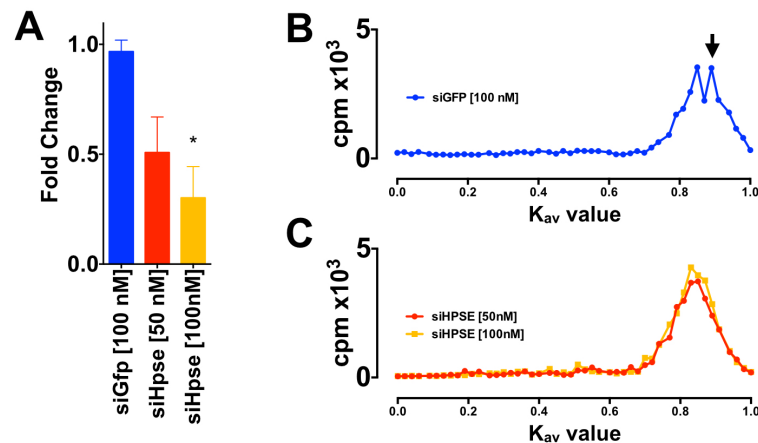 A
Fold Change
1.0
0.5
0.0
*
siGfp [100 nM]
siHpse [50 nM]
siHpse [100nM]
B
cpm x10³
5
0
siGFP [100 nM]
0.0 0.2 0.4 0.6 0.8 1.0
Kav value
C
cpm x10³
5
0
siHPSE [50nM]
siHPSE [100nM]
0.0 0.2 0.4 0.6 0.8 1.0
Kav value